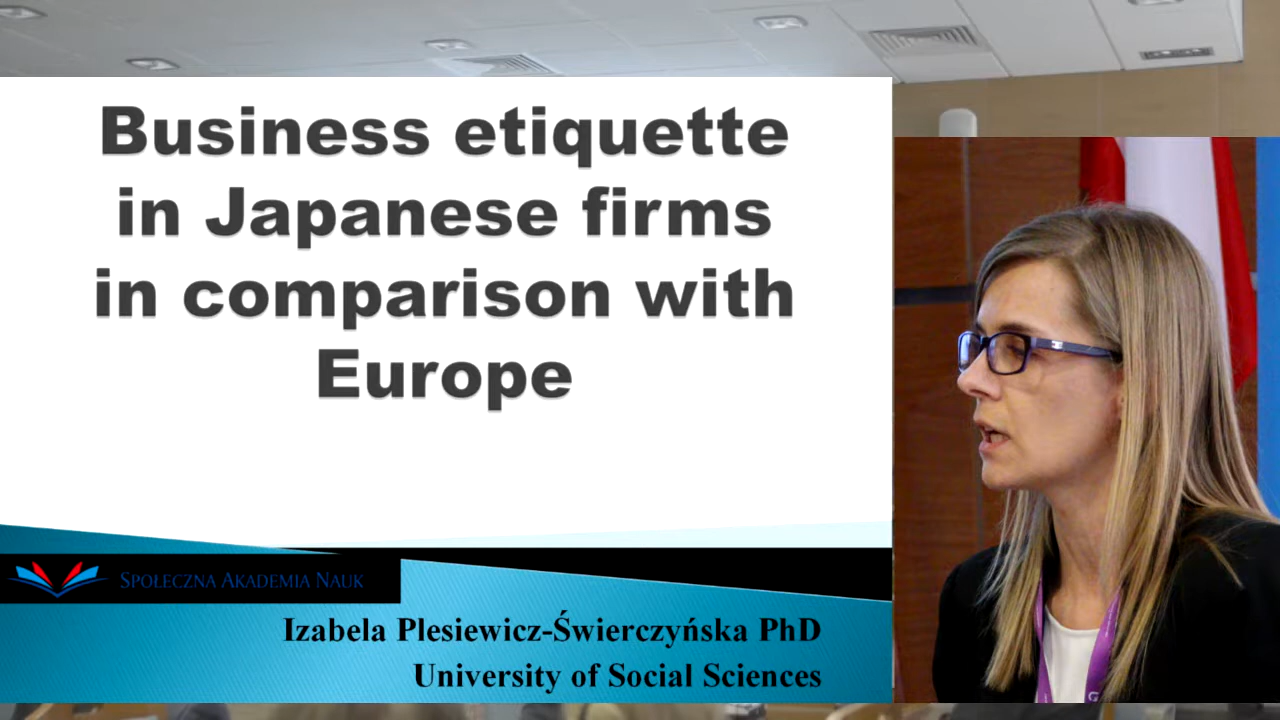 Business etiquette
in Japanese firms
in comparison with
Europe
SPOŁECZNA AKADEMIA NAUK
Izabela Plesiewicz-Świerczyńska PhD
University of Social Sciences